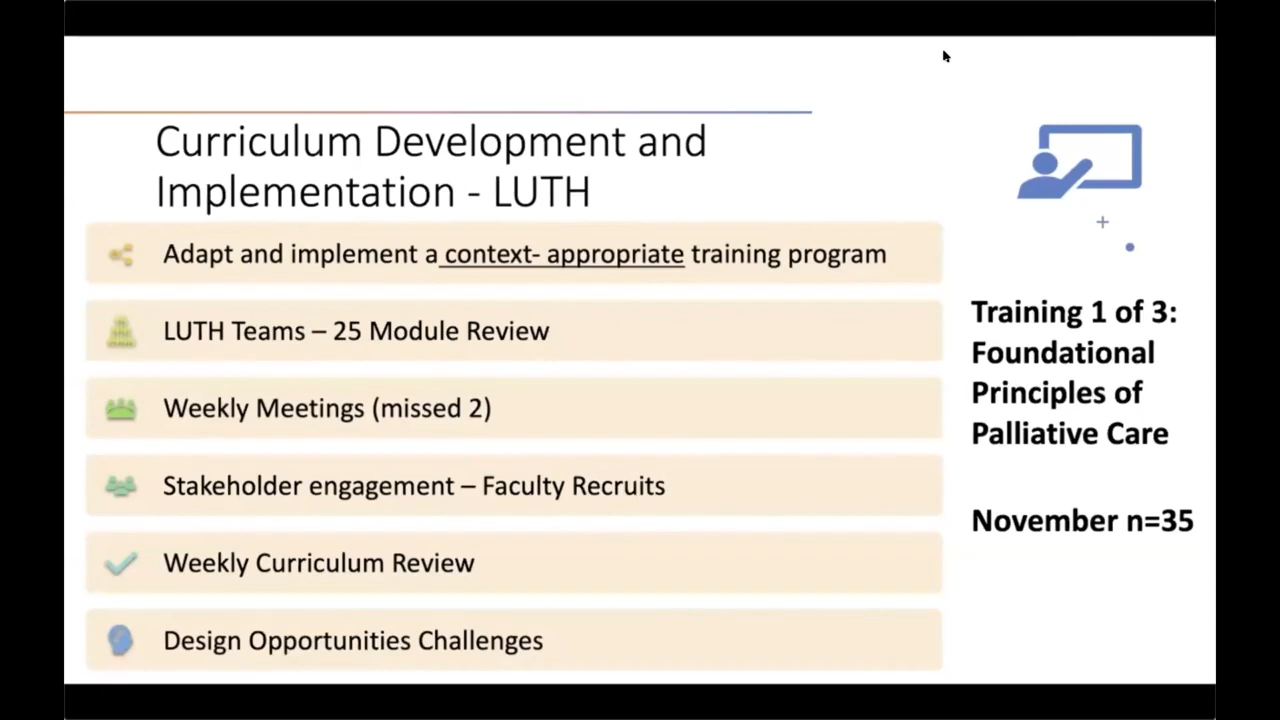 Curriculum Development and
Implementation - LUTH
Adapt and implement a context- appropriate training program
LUTH Teams – 25 Module Review
Weekly Meetings (missed 2)
Stakeholder engagement – Faculty Recruits
Weekly Curriculum Review
Design Opportunities Challenges
Training 1 of 3:
Foundational
Principles of
Palliative Care
November n=35